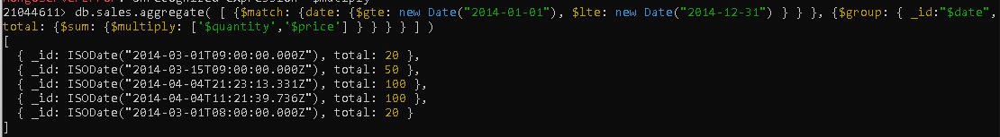 21044611> db.sales.aggregate( [ {$match: {date: {$gte: new Date("2014-01-01"), $lte: new Date("2014-12-31") } } }, {$group: { _id:"$date",
total: {$sum: {$multiply: ['$quantity','$price'] } } } } ] )
[
  { _id: ISODate("2014-03-01T09:00:00.000Z"), total: 20 },
  { _id: ISODate("2014-03-15T09:00:00.000Z"), total: 50 },
  { _id: ISODate("2014-04-04T21:23:13.331Z"), total: 100 },
  { _id: ISODate("2014-04-04T11:21:39.736Z"), total: 100 },
  { _id: ISODate("2014-03-01T08:00:00.000Z"), total: 20 }
]